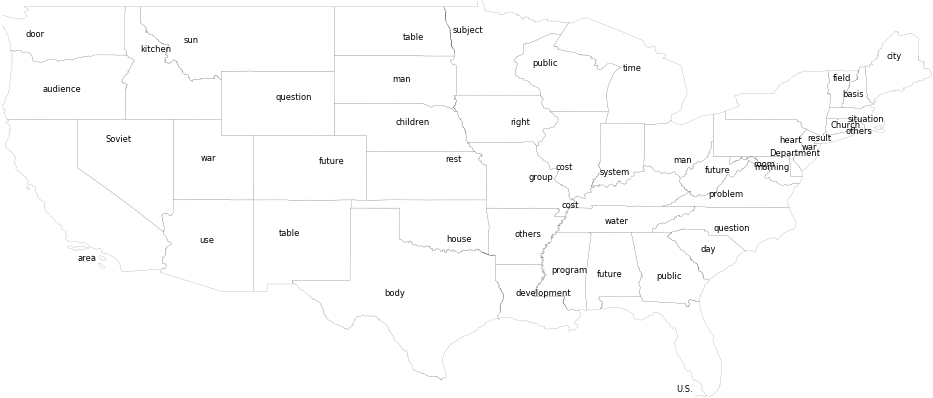 door
sun
table
subject
kitchen
public
time
city
man
field
audience
question
basis
children
right
situation
Church
others
Soviet
heart
result
war
Department
war
future
rest
man
room
morning
cost
system
future
group
problem
cost
water
question
table
others
use
house
day
area
program
future
public
body
development
U.S.